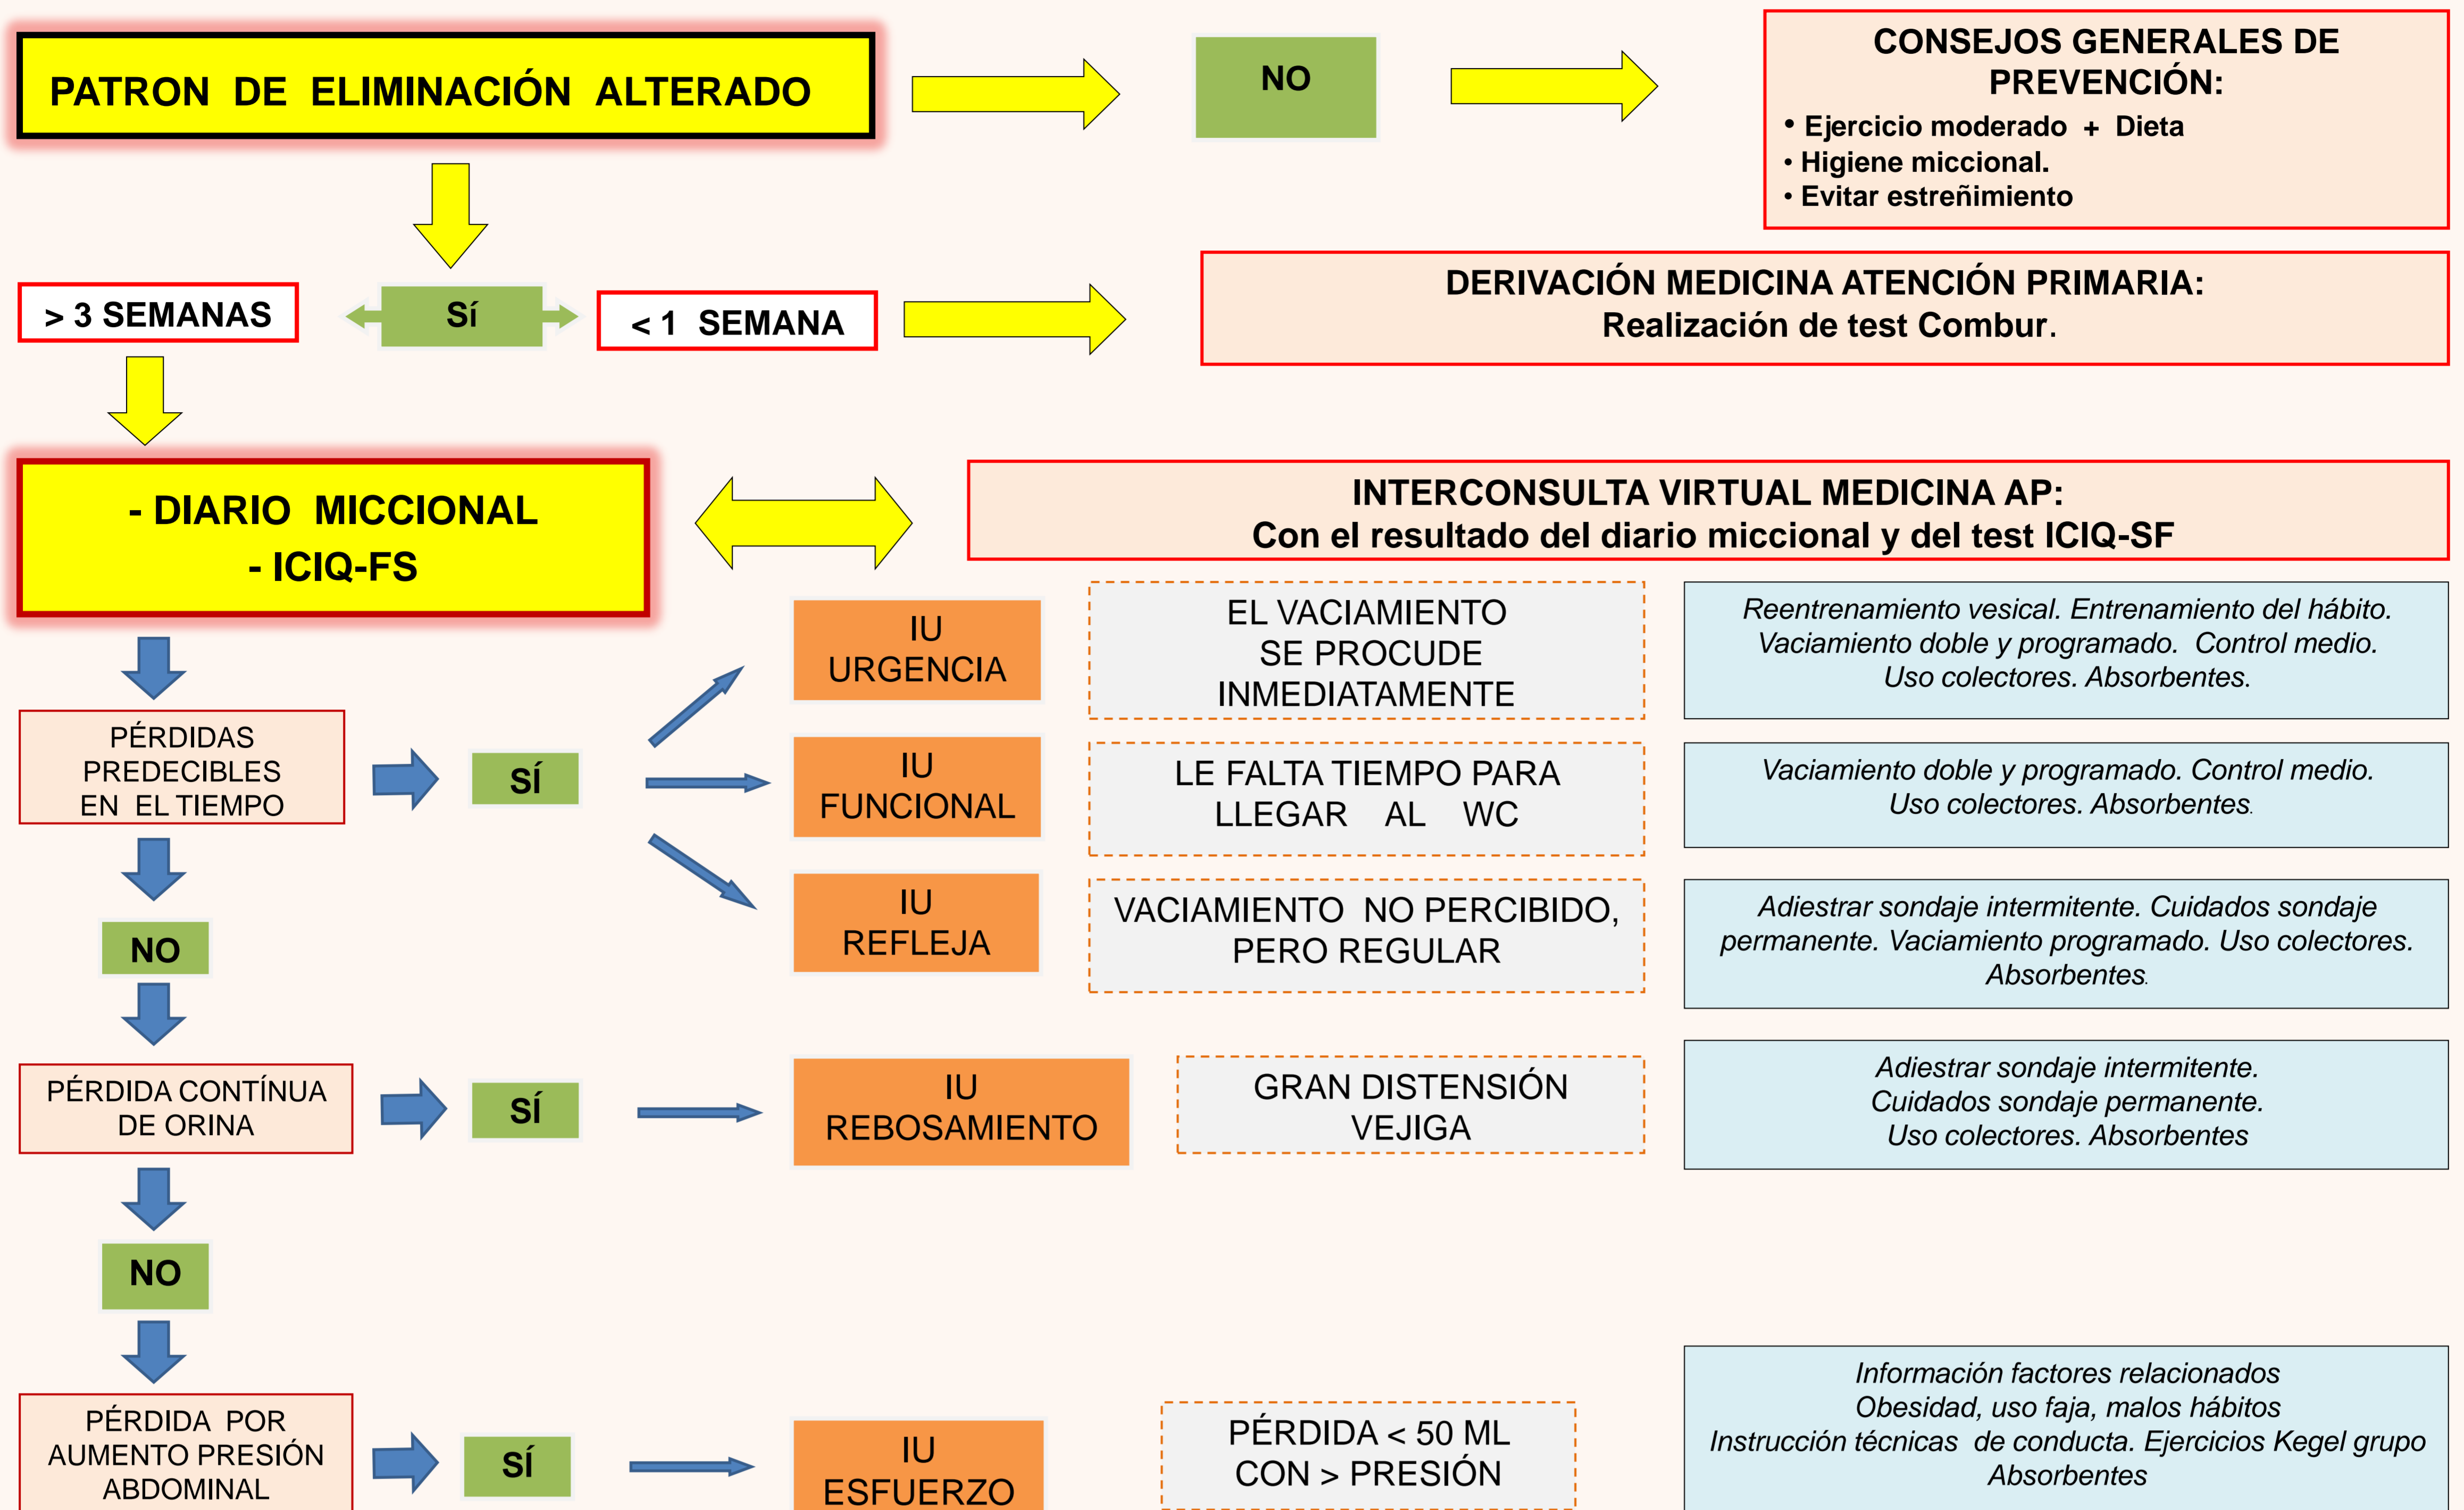 PATRON DE ELIMINACIÓN ALTERADO
NO
CONSEJOS GENERALES DE
PREVENCIÓN:
• Ejercicio moderado + Dieta
• Higiene miccional.
• Evitar estreñimiento
> 3 SEMANAS
Sí
< 1 SEMANA
DERIVACIÓN MEDICINA ATENCIÓN PRIMARIA:
Realización de test Combur.
- DIARIO MICCIONAL
- ICIQ-FS
INTERCONSULTA VIRTUAL MEDICINA AP:
Con el resultado del diario miccional y del test ICIQ-SF
PÉRDIDAS
PREDECIBLES
EN EL TIEMPO
SÍ
IU
URGENCIA
EL VACIAMIENTO
SE PROCUDE
INMEDIATAMENTE
Reentrenamiento vesical. Entrenamiento del hábito.
Vaciamiento doble y programado. Control medio.
Uso colectores. Absorbentes.
IU
FUNCIONAL
LE FALTA TIEMPO PARA
LLEGAR AL WC
Vaciamiento doble y programado. Control medio.
Uso colectores. Absorbentes.
IU
REFLEJA
VACIAMIENTO NO PERCIBIDO,
PERO REGULAR
Adiestrar sondaje intermitente. Cuidados sondaje
permanente. Vaciamiento programado. Uso colectores.
Absorbentes.
NO
PÉRDIDA CONTÍNUA
DE ORINA
SÍ
IU
REBOSAMIENTO
GRAN DISTENSIÓN
VEJIGA
Adiestrar sondaje intermitente.
Cuidados sondaje permanente.
Uso colectores. Absorbentes
NO
PÉRDIDA POR
AUMENTO PRESIÓN
ABDOMINAL
SÍ
IU
ESFUERZO
PÉRDIDA < 50 ML
CON > PRESIÓN
Información factores relacionados
Obesidad, uso faja, malos hábitos
Instrucción técnicas de conducta. Ejercicios Kegel grupo
Absorbentes